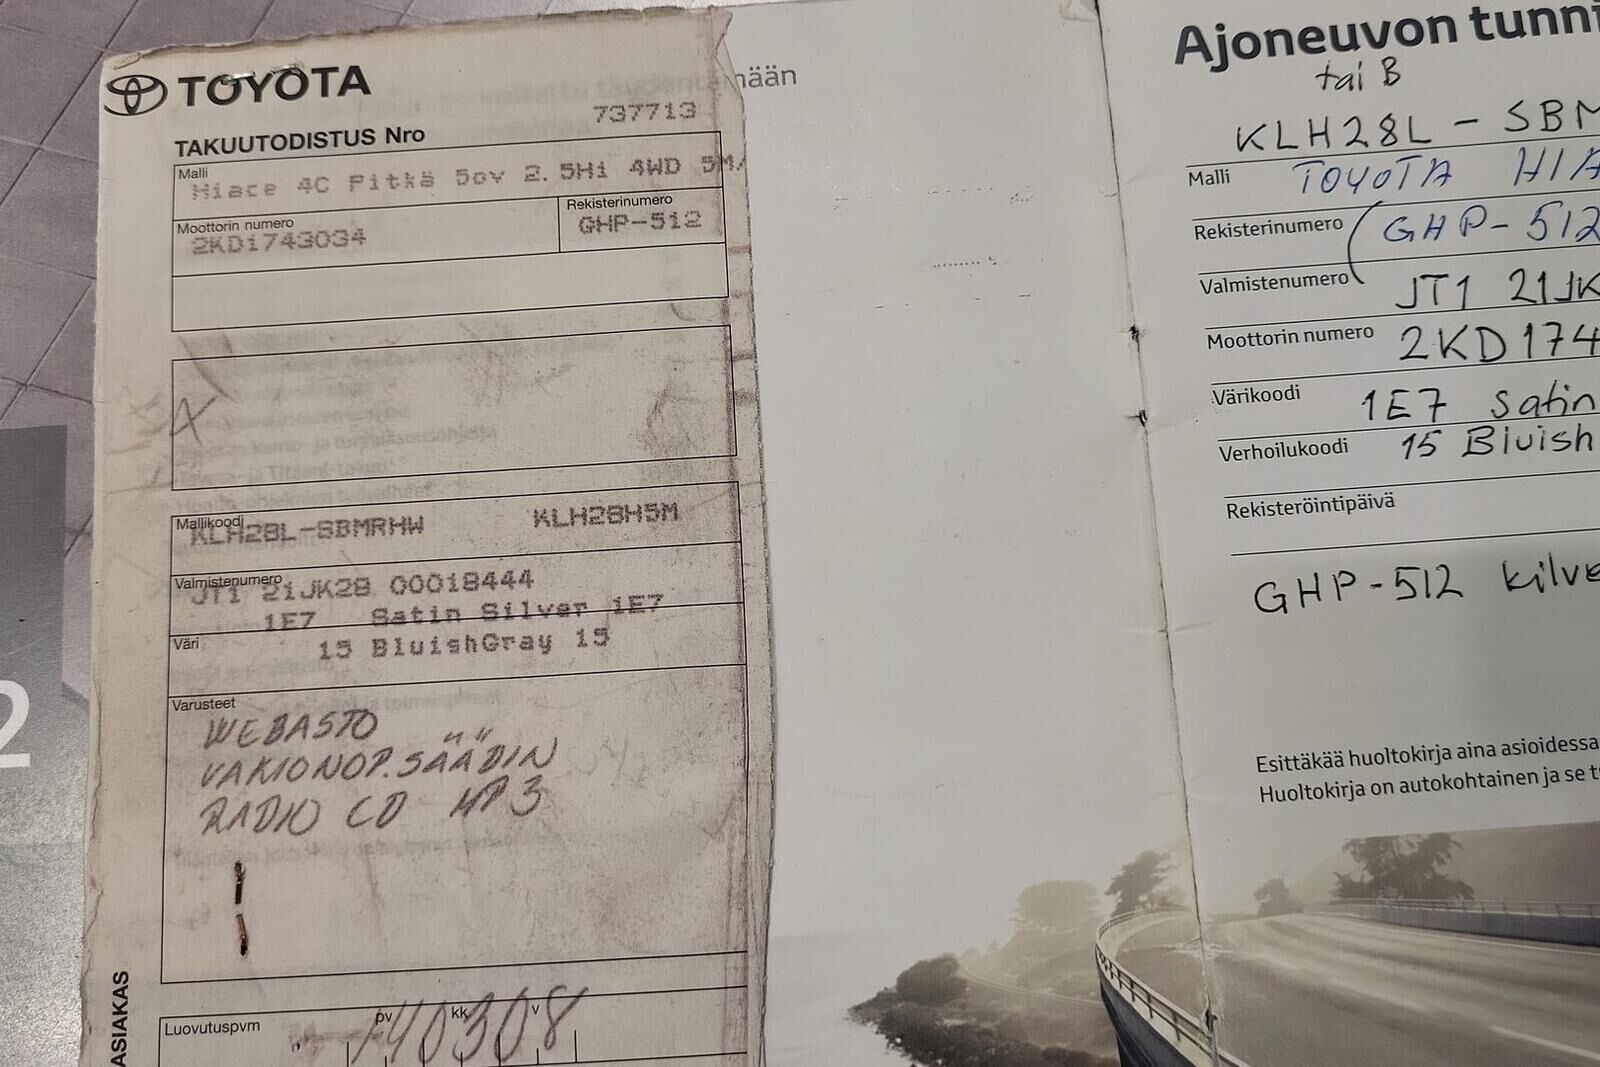 TOYOTA
737713
TAKUUTODISTUS Nro
Malli
Hiace 4C Pitkä 5ov 2.5Hi 4WD 5M/
Moottorin numero
2KD1743034
Rekisterinumero
GHP-512
Mallikoodi
KLH28L-SBMRHW KLH28H5M
Valmistenumero
JT1 21JK28 00018444
1E7 Satin Silver 1E7
Väri
15 BluishGray 15
Varusteet
WEBASTO
VAKIONOP.SÄÄDIN
RADIO CD MP3
ASIAKAS
Luovutuspvm
pv kk v
140308
Ajoneuvon tunni
tai B
KLH28L - SBM
Malli TOYOTA HIA
Rekisterinumero GHP-512
Valmistenumero JT1 21JK
Moottorin numero 2KD174
Värikoodi 1E7 Satin
Verhoilukoodi 15 Bluish
Rekisteröintipäivä
GHP-512 kilve
Esittäkää huoltokirja aina asioidessa
Huoltokirja on autokohtainen ja se
2